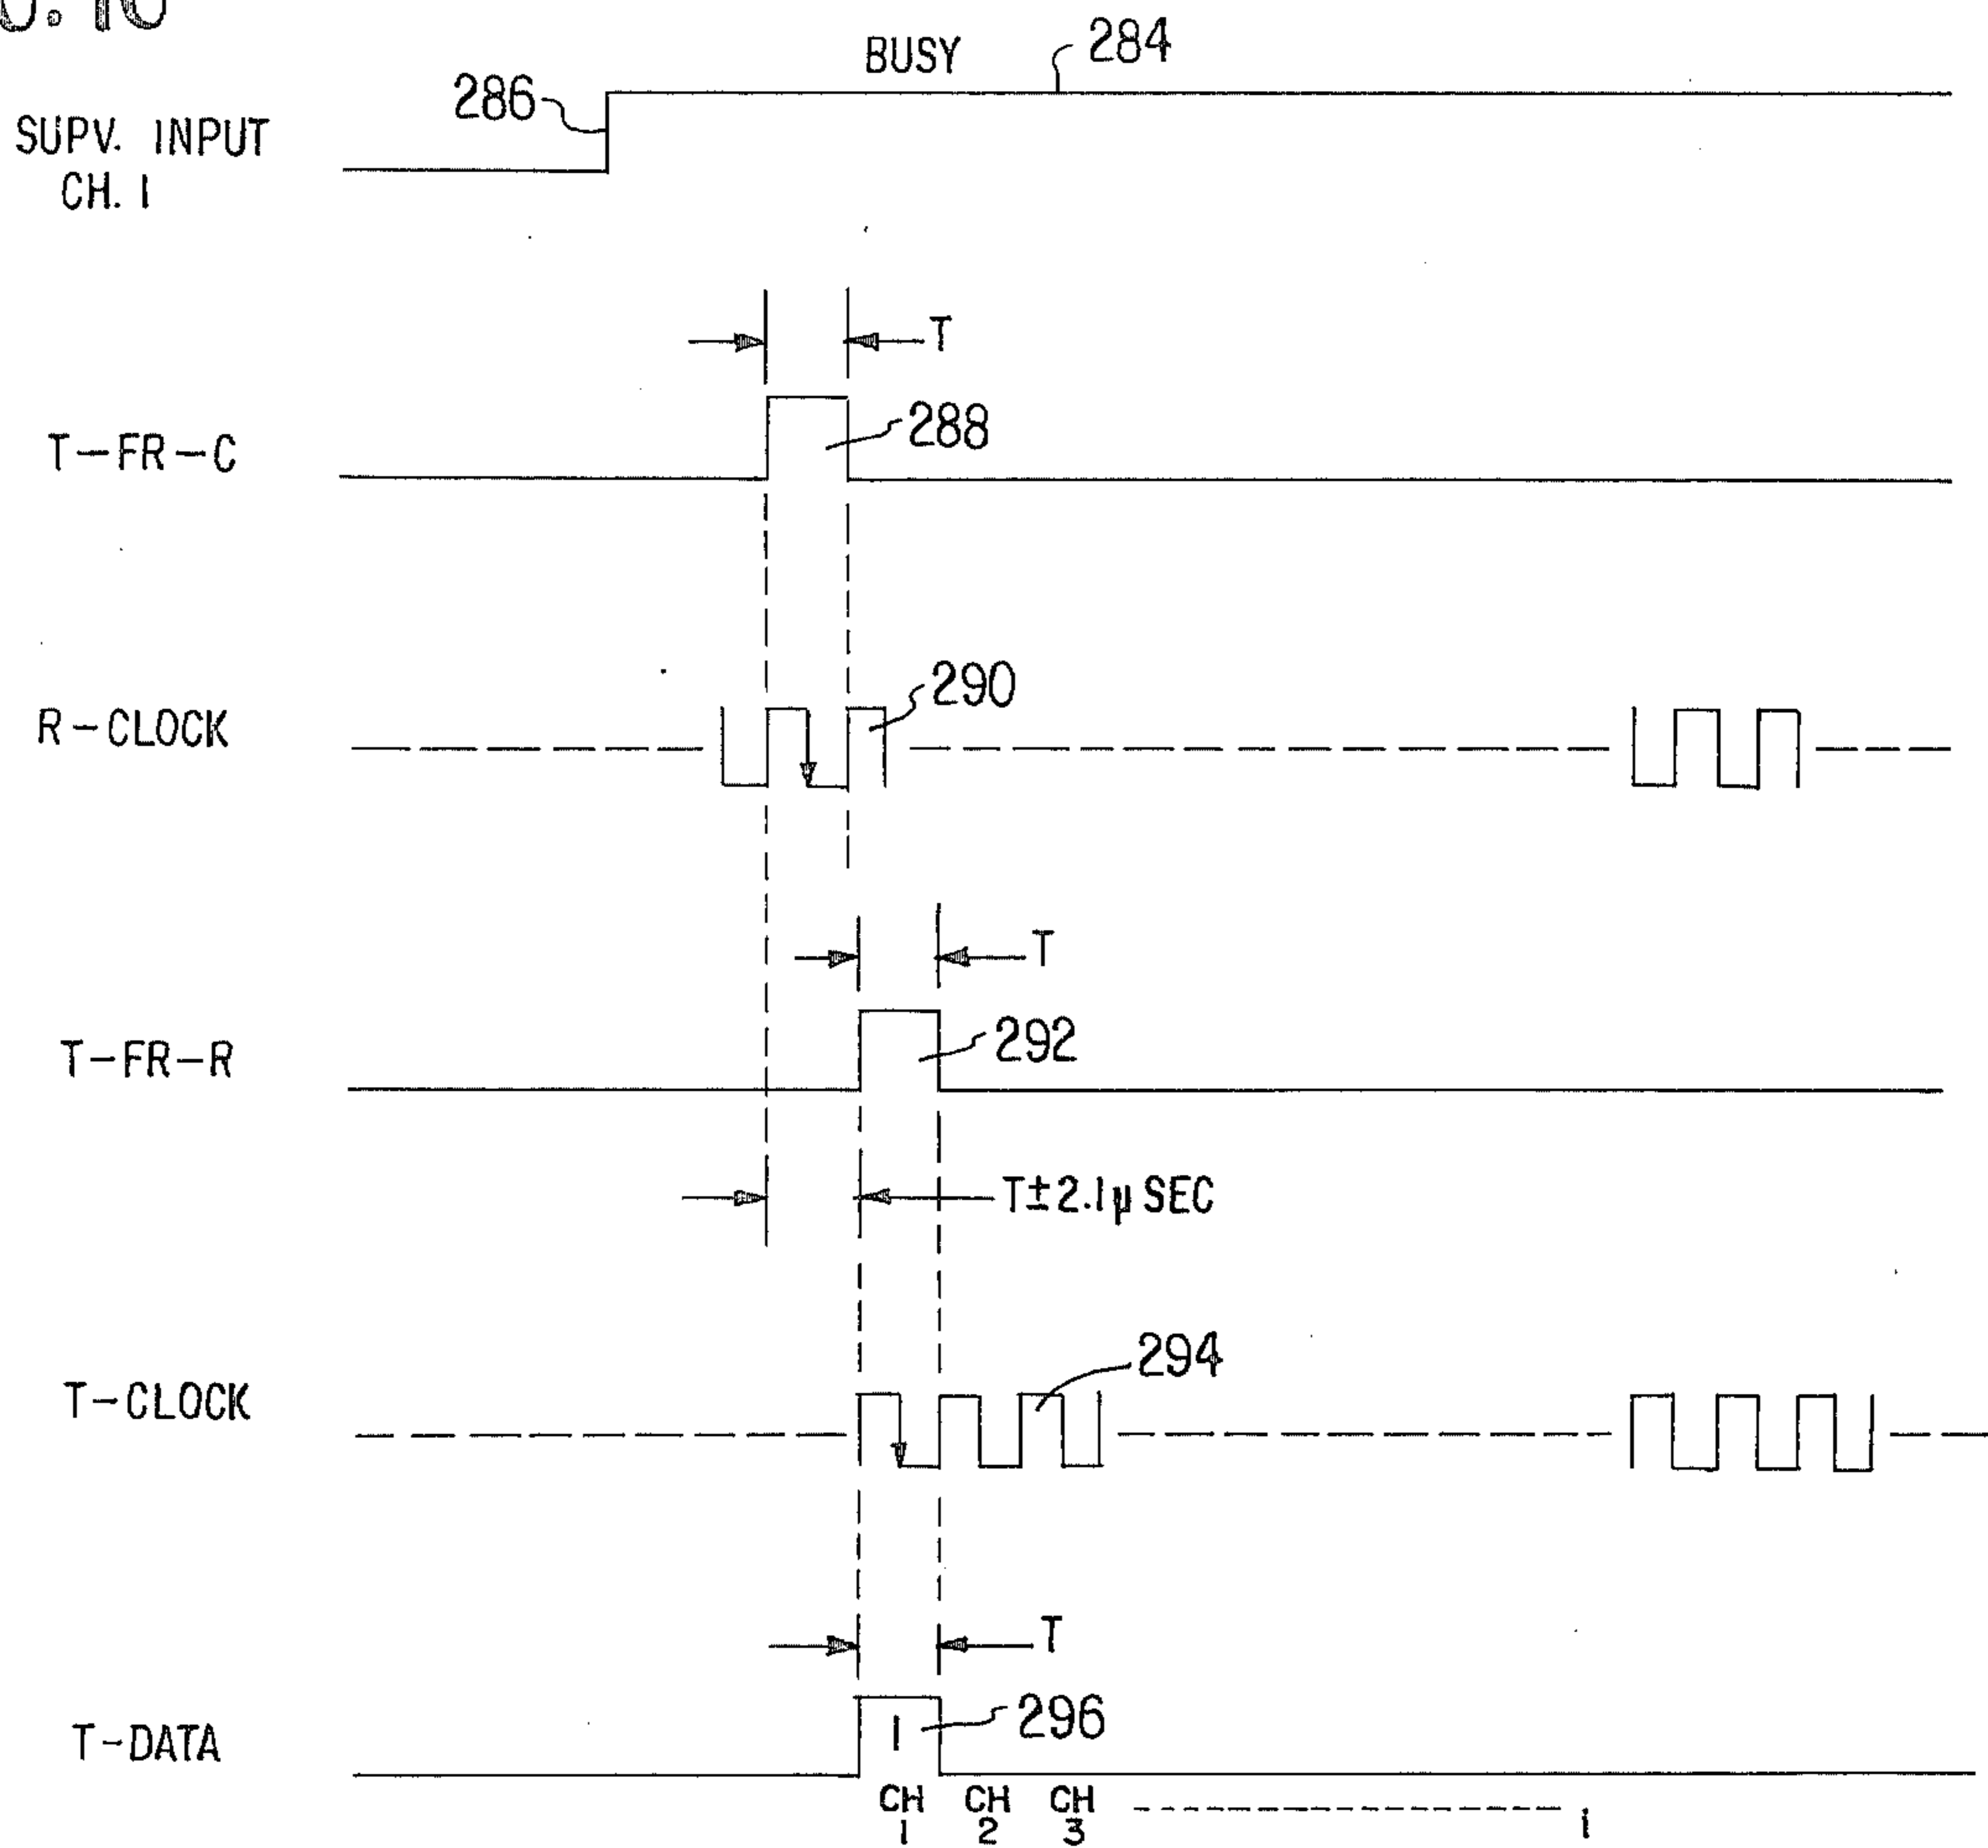 BUSY
284
286
SUPV. INPUT
CH. 1
T
T-FR-C
288
R-CLOCK
290
T
T-FR-R
292
T±2.1μ SEC
T-CLOCK
294
T
T-DATA
1
296
CH CH CH
1 2 3 i